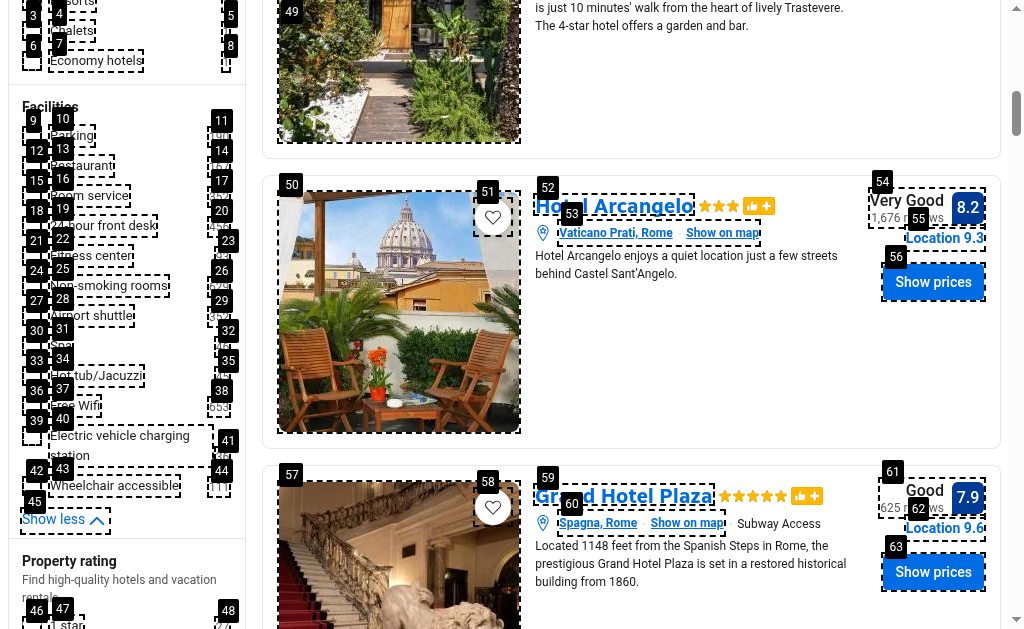 Chalets
Economy hotels
Facilities
Parking
Restaurant
Room service
24-hour front desk
Fitness center
Non-smoking rooms
Airport shuttle
Spa
Hot tub/Jacuzzi
Free Wifi
653
Electric vehicle charging
station
Wheelchair accessible
Show less
Property rating
Find high-quality hotels and vacation
rentals
1 star
3
4
5
6
7
8
9
10
11
12
13
14
15
16
17
18
19
20
21
22
23
24
25
26
27
28
29
30
31
32
33
34
35
36
37
38
39
40
41
42
43
44
45
46
47
48
49
is just 10 minutes' walk from the heart of lively Trastevere.
The 4-star hotel offers a garden and bar.
50
51
52
Hotel Arcangelo
53
Vaticano Prati, Rome
Show on map
Hotel Arcangelo enjoys a quiet location just a few streets
behind Castel Sant'Angelo.
54
Very Good
8.2
1,676 reviews
55
Location 9.3
56
Show prices
57
58
59
Grand Hotel Plaza
60
Spagna, Rome
Show on map
Subway Access
Located 1148 feet from the Spanish Steps in Rome, the
prestigious Grand Hotel Plaza is set in a restored historical
building from 1860.
61
Good
7.9
625 reviews
62
Location 9.6
63
Show prices